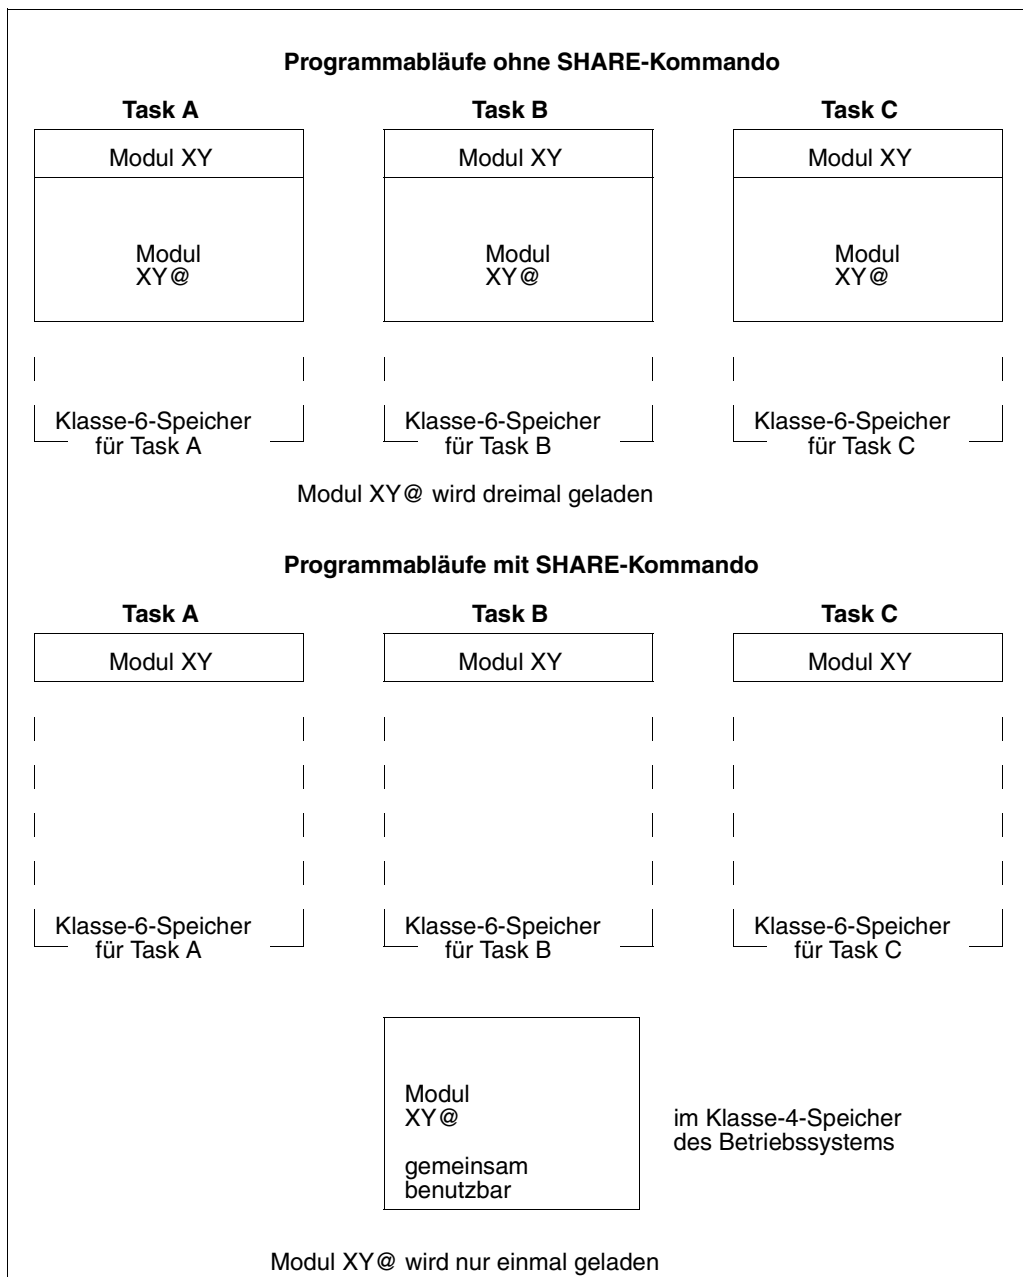 Programmabläufe ohne SHARE-Kommando
Task A
Task B
Task C
Modul XY
Modul XY
Modul XY
Modul
XY@
Modul
XY@
Modul
XY@
Klasse-6-Speicher
für Task A
Klasse-6-Speicher
für Task B
Klasse-6-Speicher
für Task C
Modul XY@ wird dreimal geladen
Programmabläufe mit SHARE-Kommando
Task A
Task B
Task C
Modul XY
Modul XY
Modul XY
Klasse-6-Speicher
für Task A
Klasse-6-Speicher
für Task B
Klasse-6-Speicher
für Task C
Modul
XY@
gemeinsam
benutzbar
im Klasse-4-Speicher
des Betriebssystems
Modul XY@ wird nur einmal geladen